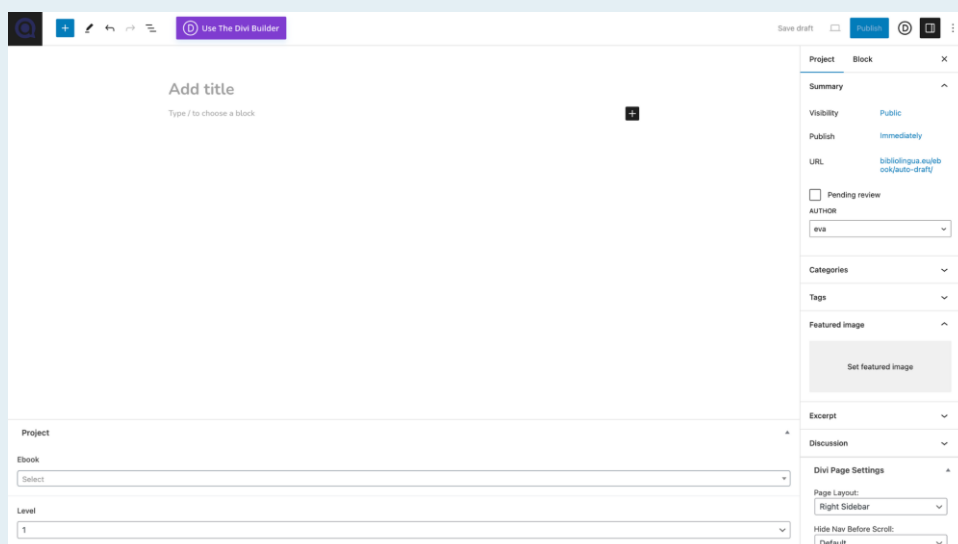 D Use The Divi Builder
Save draft
Publish
D
Project Block
Add title
Type / to choose a block
Summary
Visibility Public
Publish Immediately
URL bibliolingua.eu/eb
ook/auto-draft/
Pending review
AUTHOR
eva
Categories
Tags
Featured image
Set featured image
Excerpt
Discussion
Divi Page Settings
Page Layout:
Right Sidebar
Hide Nav Before Scroll:
Default
Project
Ebook
Select
Level
1